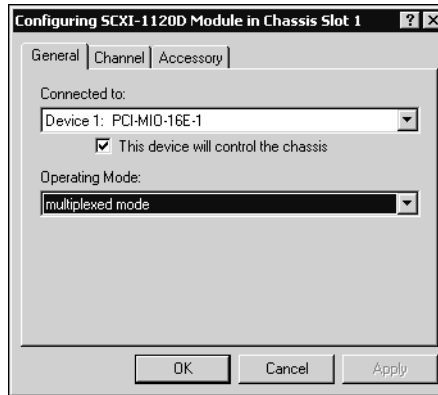 Configuring SCXI-1120D Module in Chassis Slot 1 ? X
General Channel Accessory
Connected to:
Device 1: PCI-MIO-16E-1
This device will control the chassis
Operating Mode:
multiplexed mode
OK Cancel Apply